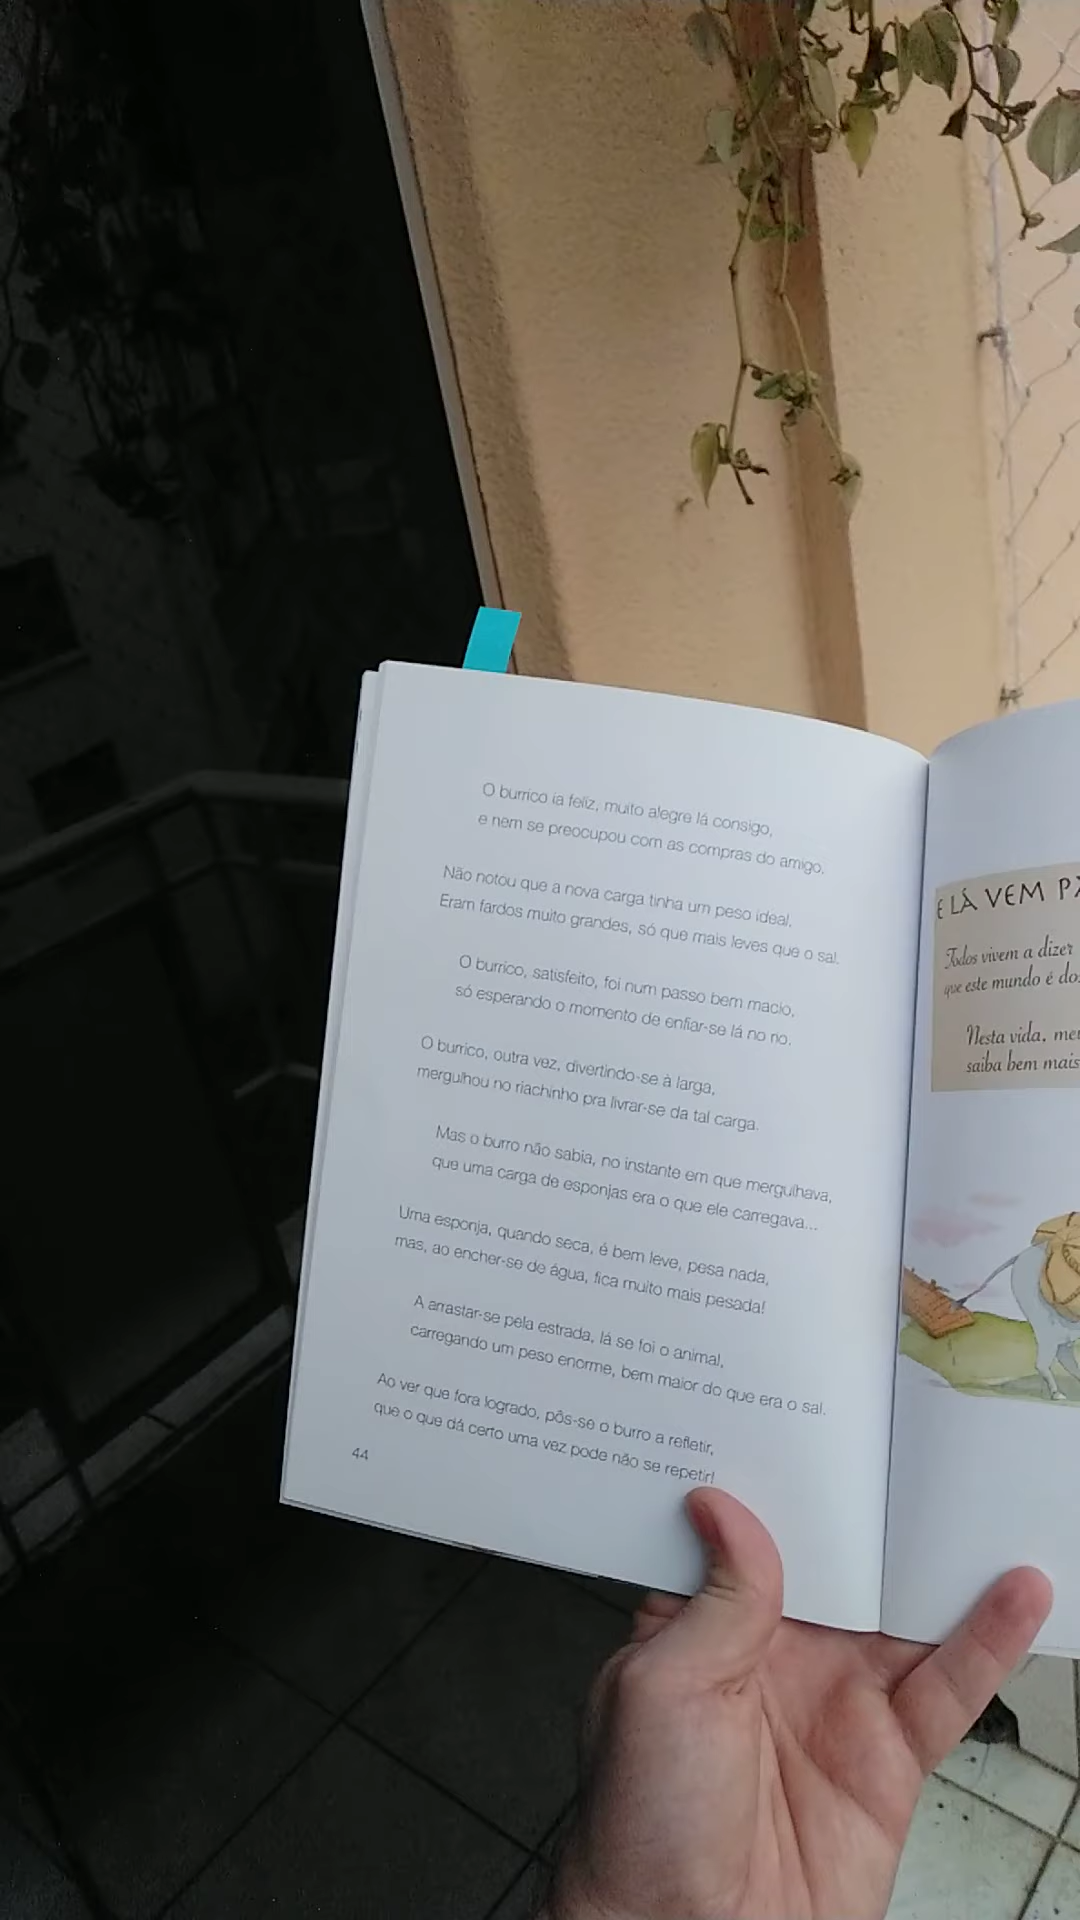 O burrico ia feliz, muito alegre lá consigo,
e nem se preocupou com as compras do amigo.
Não notou que a nova carga tinha um peso ideal.
Eram fardos muito grandes, só que mais leves que o sal.
O burrico, satisfeito, foi num passo bem macio,
só esperando o momento de enfiar-se lá no rio.
O burrico, outra vez, divertindo-se à larga,
mergulhou no riachinho pra livrar-se da tal carga.
Mas o burro não sabia, no instante em que mergulhava,
que uma carga de esponjas era o que ele carregava...
Uma esponja, quando seca, é bem leve, pesa nada,
mas, ao encher-se de água, fica muito mais pesada!
A arrastar-se pela estrada, lá se foi o animal,
carregando um peso enorme, bem maior do que era o sal.
Ao ver que fora logrado, pôs-se o burro a refletir,
que o que dá certo uma vez pode não se repetir!
44
E LÁ VEM
Todos vivem a dizer
que este mundo é
Nesta vida,
saiba bem mais